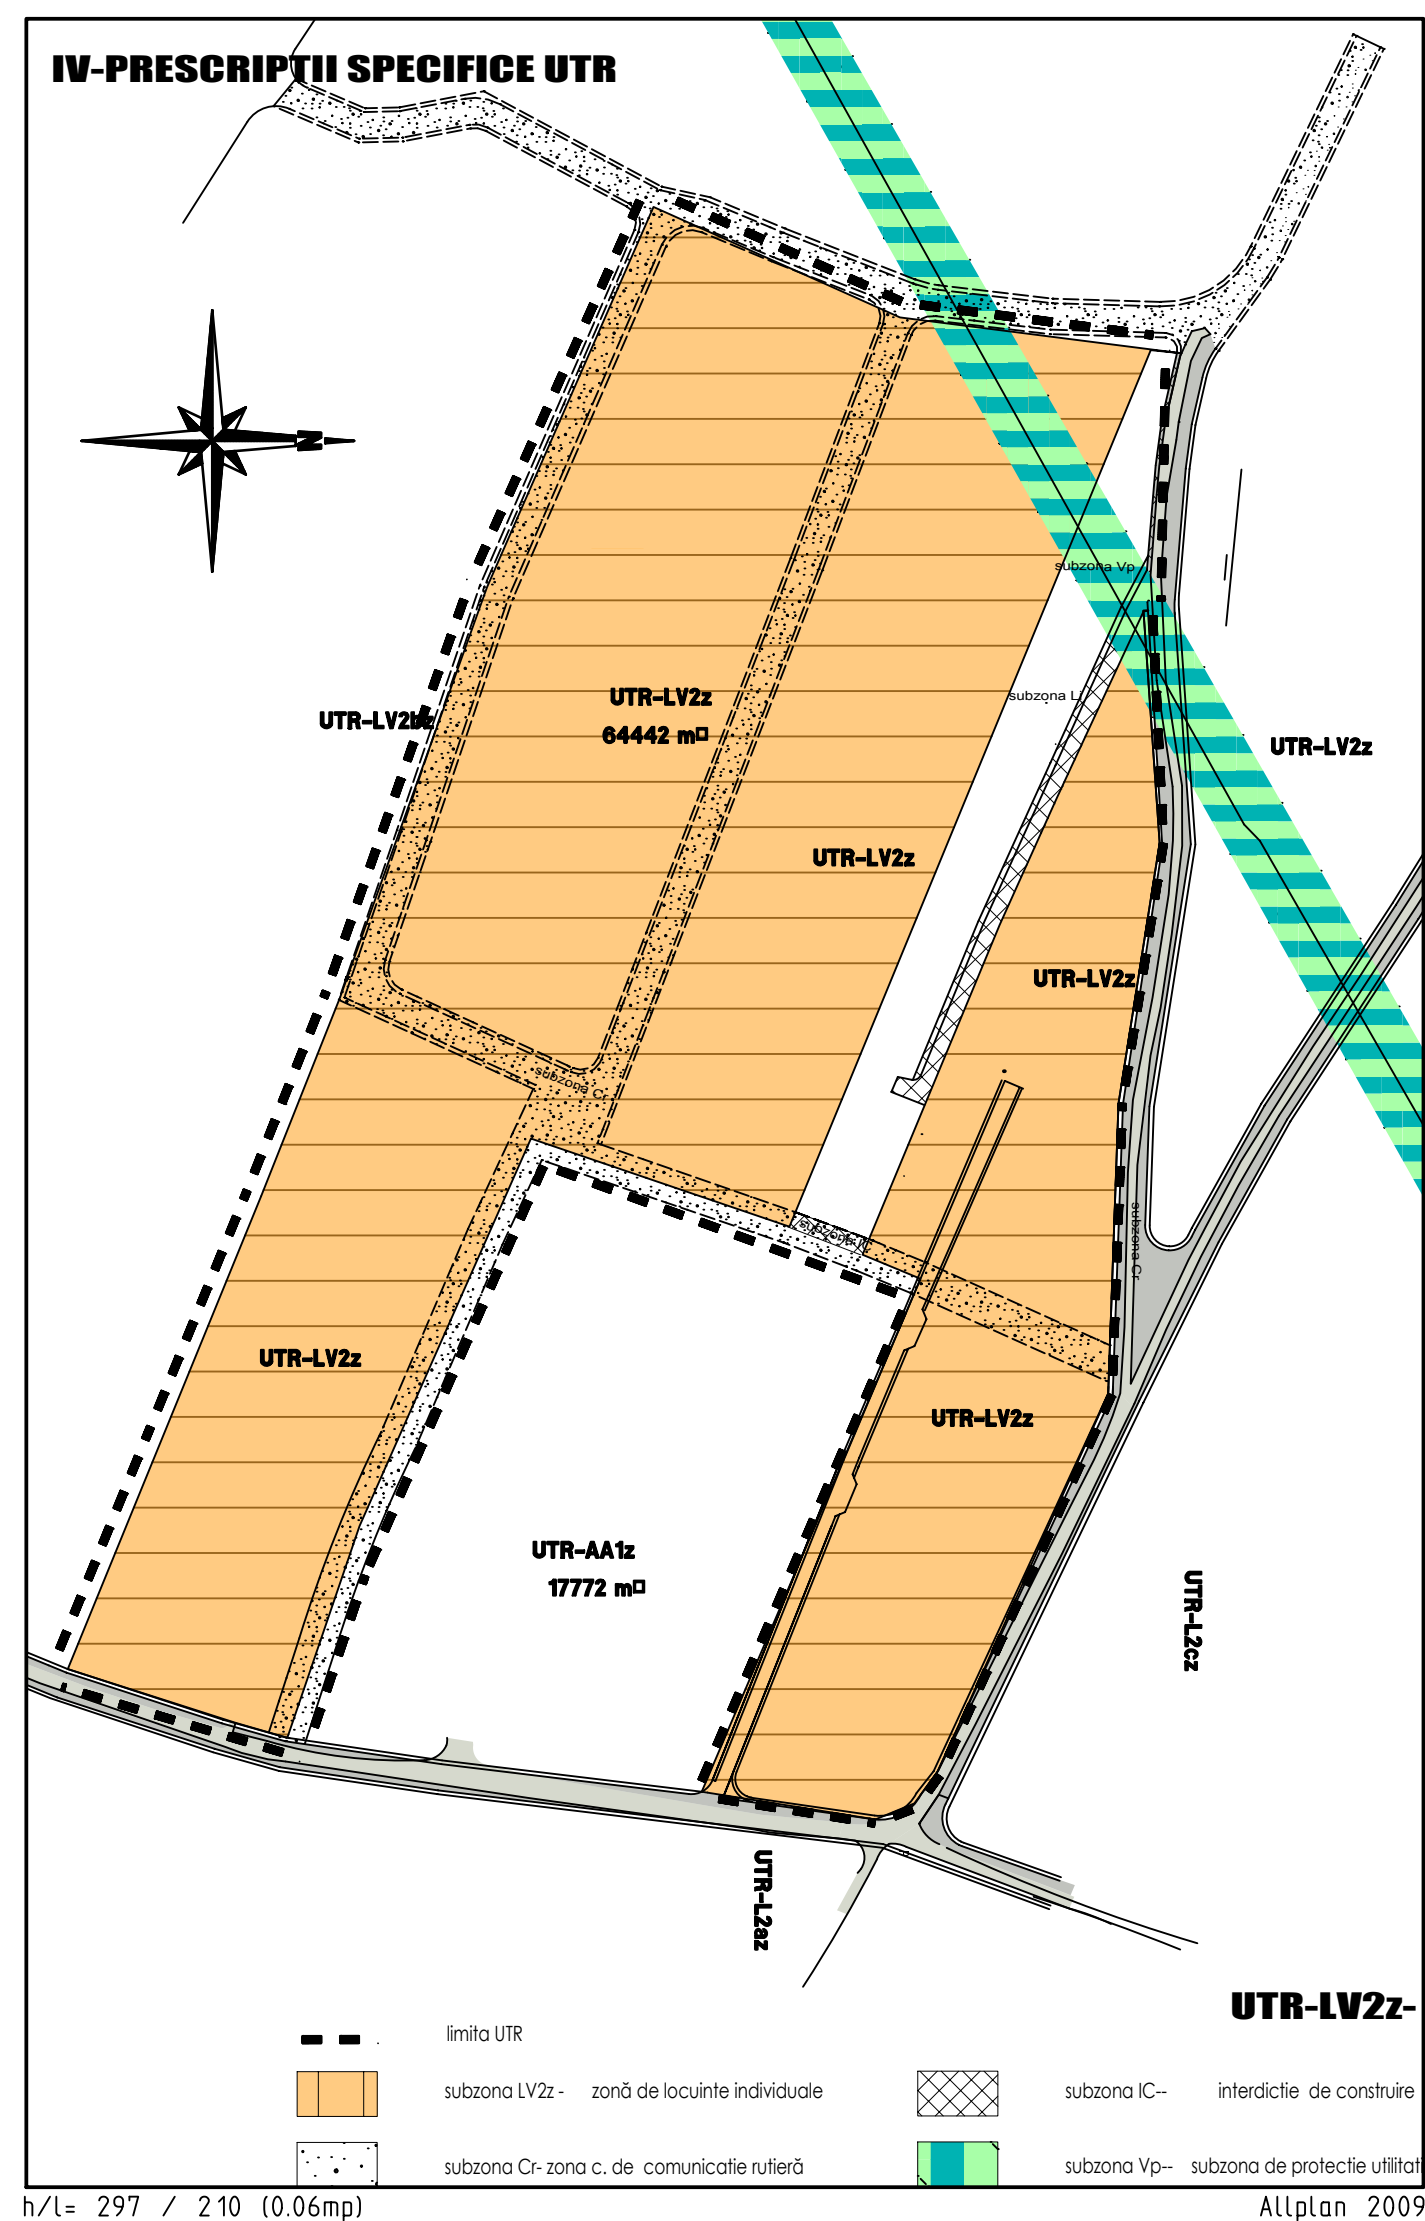 IV-PRESCRIPTII SPECIFICE UTR
N
subzona Vp
UTR-LV2z
64442 m□
subzona Li
UTR-LV2bz
UTR-LV2z
UTR-LV2z
UTR-LV2z
subzona Cr
subzona Cr
UTR-LV2z
UTR-LV2z
UTR-AA1z
17772 m□
UTR-L2cz
UTR-L2az
UTR-LV2z-
limita UTR
subzona LV2z - zonă de locuinte individuale
subzona IC-- interdictie de construire
subzona Cr- zona c. de comunicatie rutieră
subzona Vp-- subzona de protectie utilitati
h/l= 297 / 210 (0.06mp)
Allplan 2009